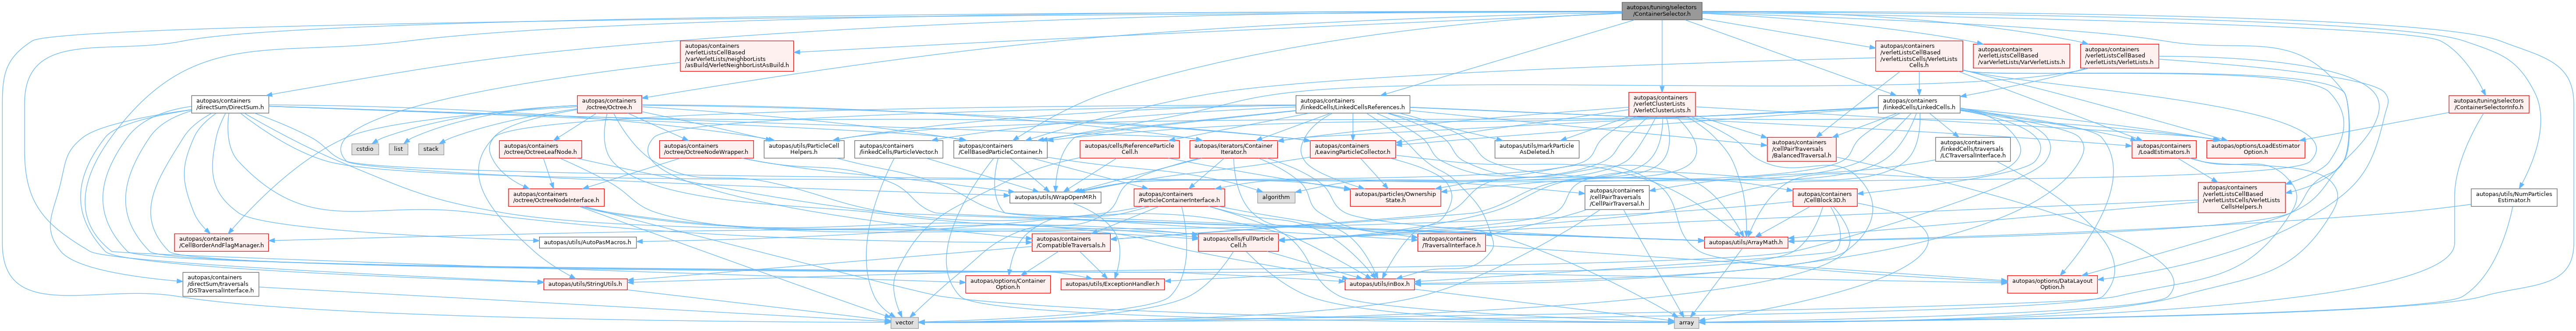 autopas/tuning/selectors
/ContainerSelector.h
autopas/containers
/verletListsCellBased
/varVerletLists/neighborLists
/asBuild/VerletNeighborListAsBuild.h
autopas/containers
/verletListsCellBased
/verletListsCells/VerletLists
Cells.h
autopas/containers
/verletListsCellBased
/varVerletLists/VarVerletLists.h
autopas/containers
/verletListsCellBased
/verletLists/VerletLists.h
autopas/containers
/directSum/DirectSum.h
autopas/containers
/octree/Octree.h
autopas/containers
/linkedCells/LinkedCellsReferences.h
autopas/containers
/verletClusterLists
/VerletClusterLists.h
autopas/containers
/linkedCells/LinkedCells.h
autopas/tuning/selectors
/ContainerSelectorInfo.h
cstdio
list
stack
autopas/containers
/octree/OctreeLeafNode.h
autopas/containers
/octree/OctreeNodeWrapper.h
autopas/utils/ParticleCell
Helpers.h
autopas/containers
/linkedCells/ParticleVector.h
autopas/containers
/CellBasedParticleContainer.h
autopas/cells/ReferenceParticle
Cell.h
autopas/iterators/Container
Iterator.h
autopas/containers
/LeavingParticleCollector.h
autopas/utils/markParticle
AsDeleted.h
autopas/containers
/cellPairTraversals
/BalancedTraversal.h
autopas/containers
/linkedCells/traversals
/LCTraversalInterface.h
autopas/containers
/LoadEstimators.h
autopas/options/LoadEstimator
Option.h
autopas/containers
/octree/OctreeNodeInterface.h
autopas/utils/WrapOpenMP.h
autopas/containers
/ParticleContainerInterface.h
algorithm
autopas/particles/Ownership
State.h
autopas/containers
/cellPairTraversals
/CellPairTraversal.h
autopas/containers
/CellBlock3D.h
autopas/containers
/verletListsCellBased
/verletListsCells/VerletLists
CellsHelpers.h
autopas/utils/NumParticles
Estimator.h
autopas/containers
/CellBorderAndFlagManager.h
autopas/utils/AutoPasMacros.h
autopas/containers
/CompatibleTraversals.h
autopas/cells/FullParticle
Cell.h
autopas/containers
/TraversalInterface.h
autopas/utils/ArrayMath.h
autopas/containers
/directSum/traversals
/DSTraversalInterface.h
autopas/utils/StringUtils.h
autopas/options/Container
Option.h
autopas/utils/ExceptionHandler.h
autopas/utils/inBox.h
autopas/options/DataLayout
Option.h
vector
array